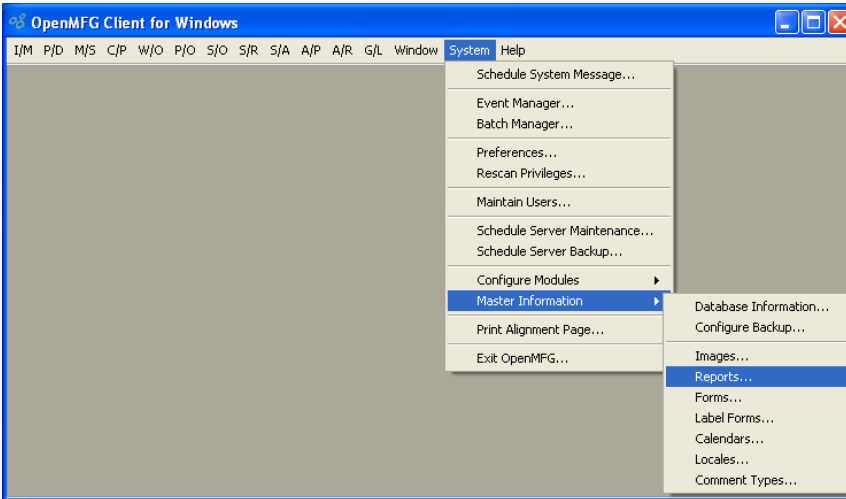 OpenMFG Client for Windows
I/M P/D M/S C/P W/O P/O S/O S/R S/A A/P A/R G/L Window System Help
Schedule System Message...
Event Manager...
Batch Manager...
Preferences...
Rescan Privileges...
Maintain Users...
Schedule Server Maintenance...
Schedule Server Backup...
Configure Modules
Master Information
Print Alignment Page...
Exit OpenMFG...
Database Information...
Configure Backup...
Images...
Reports...
Forms...
Label Forms...
Calendars...
Locales...
Comment Types...